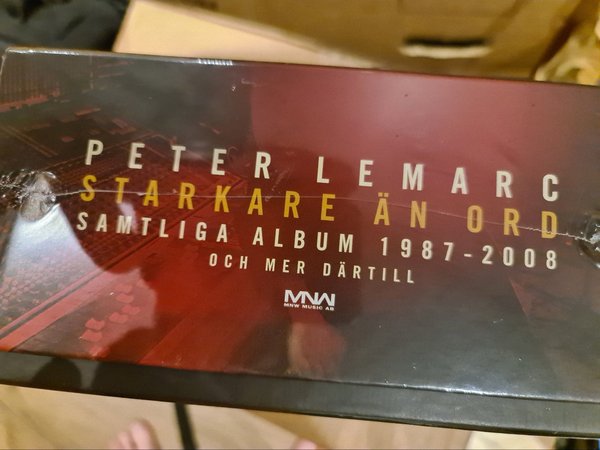 PETER LEMARC
STARKARE ÄN ORD
SAMTLIGA ALBUM 1987-2008
OCH MER DÄRTILL
MNW
MNW MUSIC AB